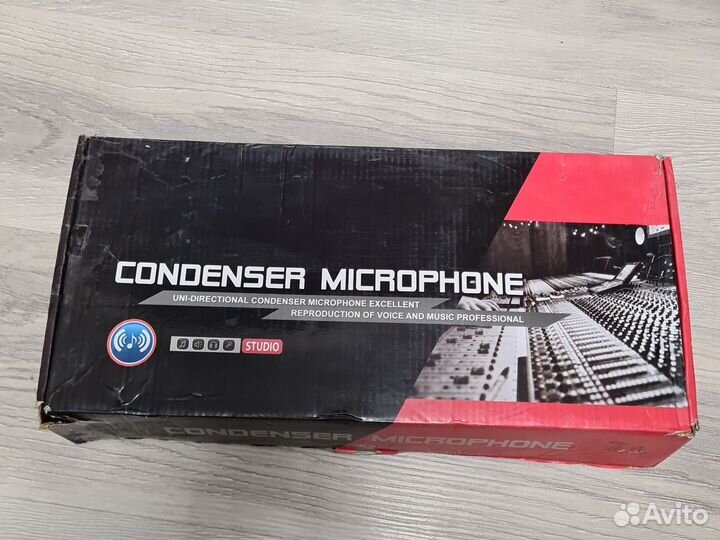 CONDENSER MICROPHONE
UNI-DIRECTIONAL CONDENSER MICROPHONE EXCELLENT
REPRODUCTION OF VOICE AND MUSIC PROFESSIONAL
STUDIO
CONDENSER MICROPHONE
Avito